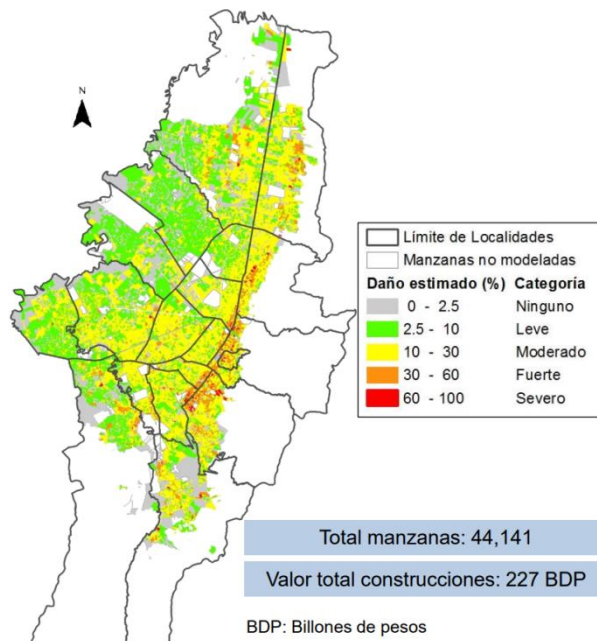 N
Límite de Localidades
Manzanas no modeladas
Daño estimado (%) Categoría
0 - 2.5 Ninguno
2.5 - 10 Leve
10 - 30 Moderado
30 - 60 Fuerte
60 - 100 Severo
Total manzanas: 44,141
Valor total construcciones: 227 BDP
BDP: Billones de pesos